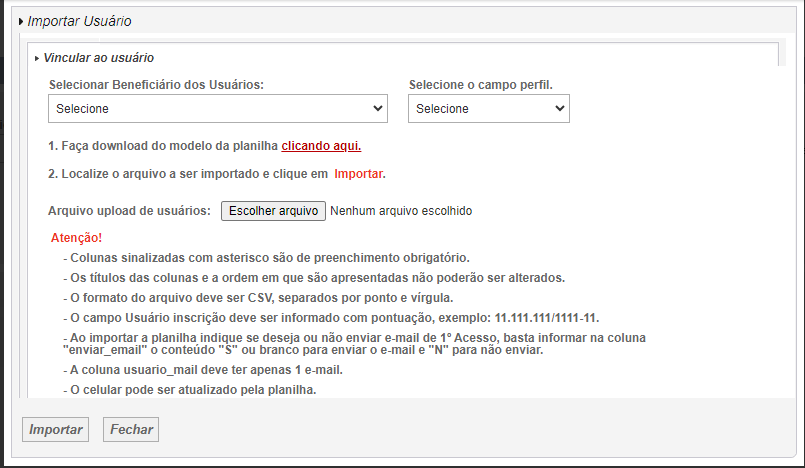 Importar Usuário
Vincular ao usuário
Selecionar Beneficiário dos Usuários: Selecione o campo perfil.
Selecione Selecione
1. Faça download do modelo da planilha clicando aqui.
2. Localize o arquivo a ser importado e clique em Importar.
Arquivo upload de usuários: Escolher arquivo Nenhum arquivo escolhido
Atenção!
- Colunas sinalizadas com asterisco são de preenchimento obrigatório.
- Os títulos das colunas e a ordem em que são apresentadas não poderão ser alterados.
- O formato do arquivo deve ser CSV, separados por ponto e vírgula.
- O campo Usuário inscrição deve ser informado com pontuação, exemplo: 11.111.111/1111-11.
- Ao importar a planilha indique se deseja ou não enviar e-mail de 1º Acesso, basta informar na coluna
"enviar_email" o conteúdo "S" ou branco para enviar o e-mail e "N" para não enviar.
- A coluna usuario_mail deve ter apenas 1 e-mail.
- O celular pode ser atualizado pela planilha.
Importar Fechar